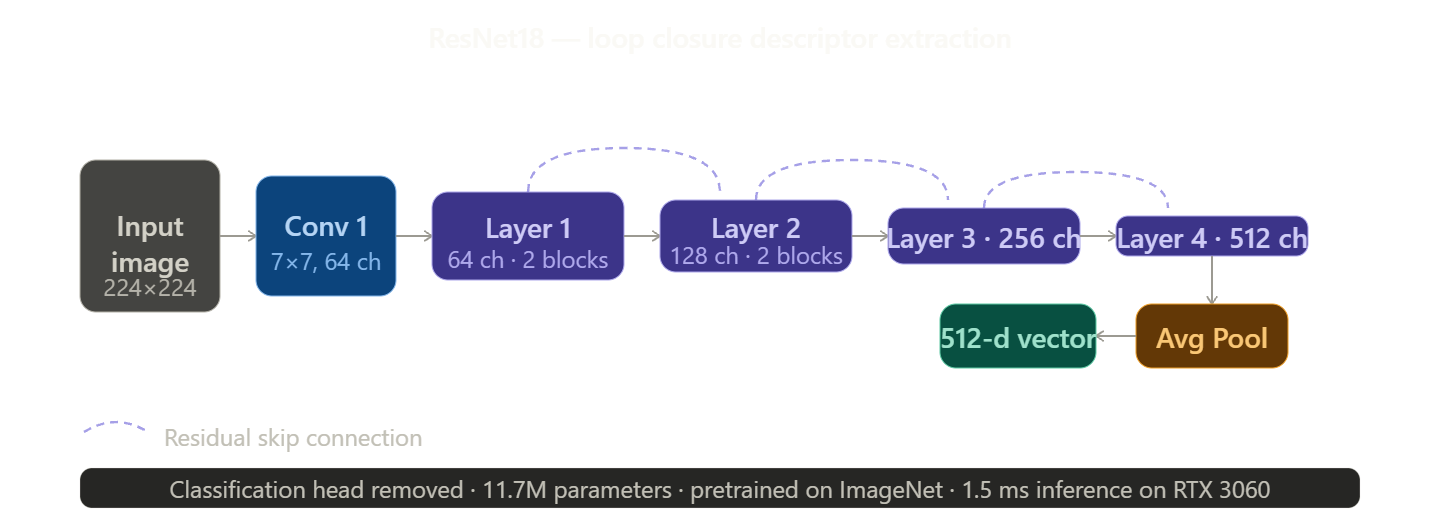 ResNet18 — loop closure descriptor extraction
Input
image
224×224
Conv 1
7×7, 64 ch
Layer 1
64 ch · 2 blocks
Layer 2
128 ch · 2 blocks
Layer 3 · 256 ch
Layer 4 · 512 ch
512-d vector
Avg Pool
Residual skip connection
Classification head removed · 11.7M parameters · pretrained on ImageNet · 1.5 ms inference on RTX 3060